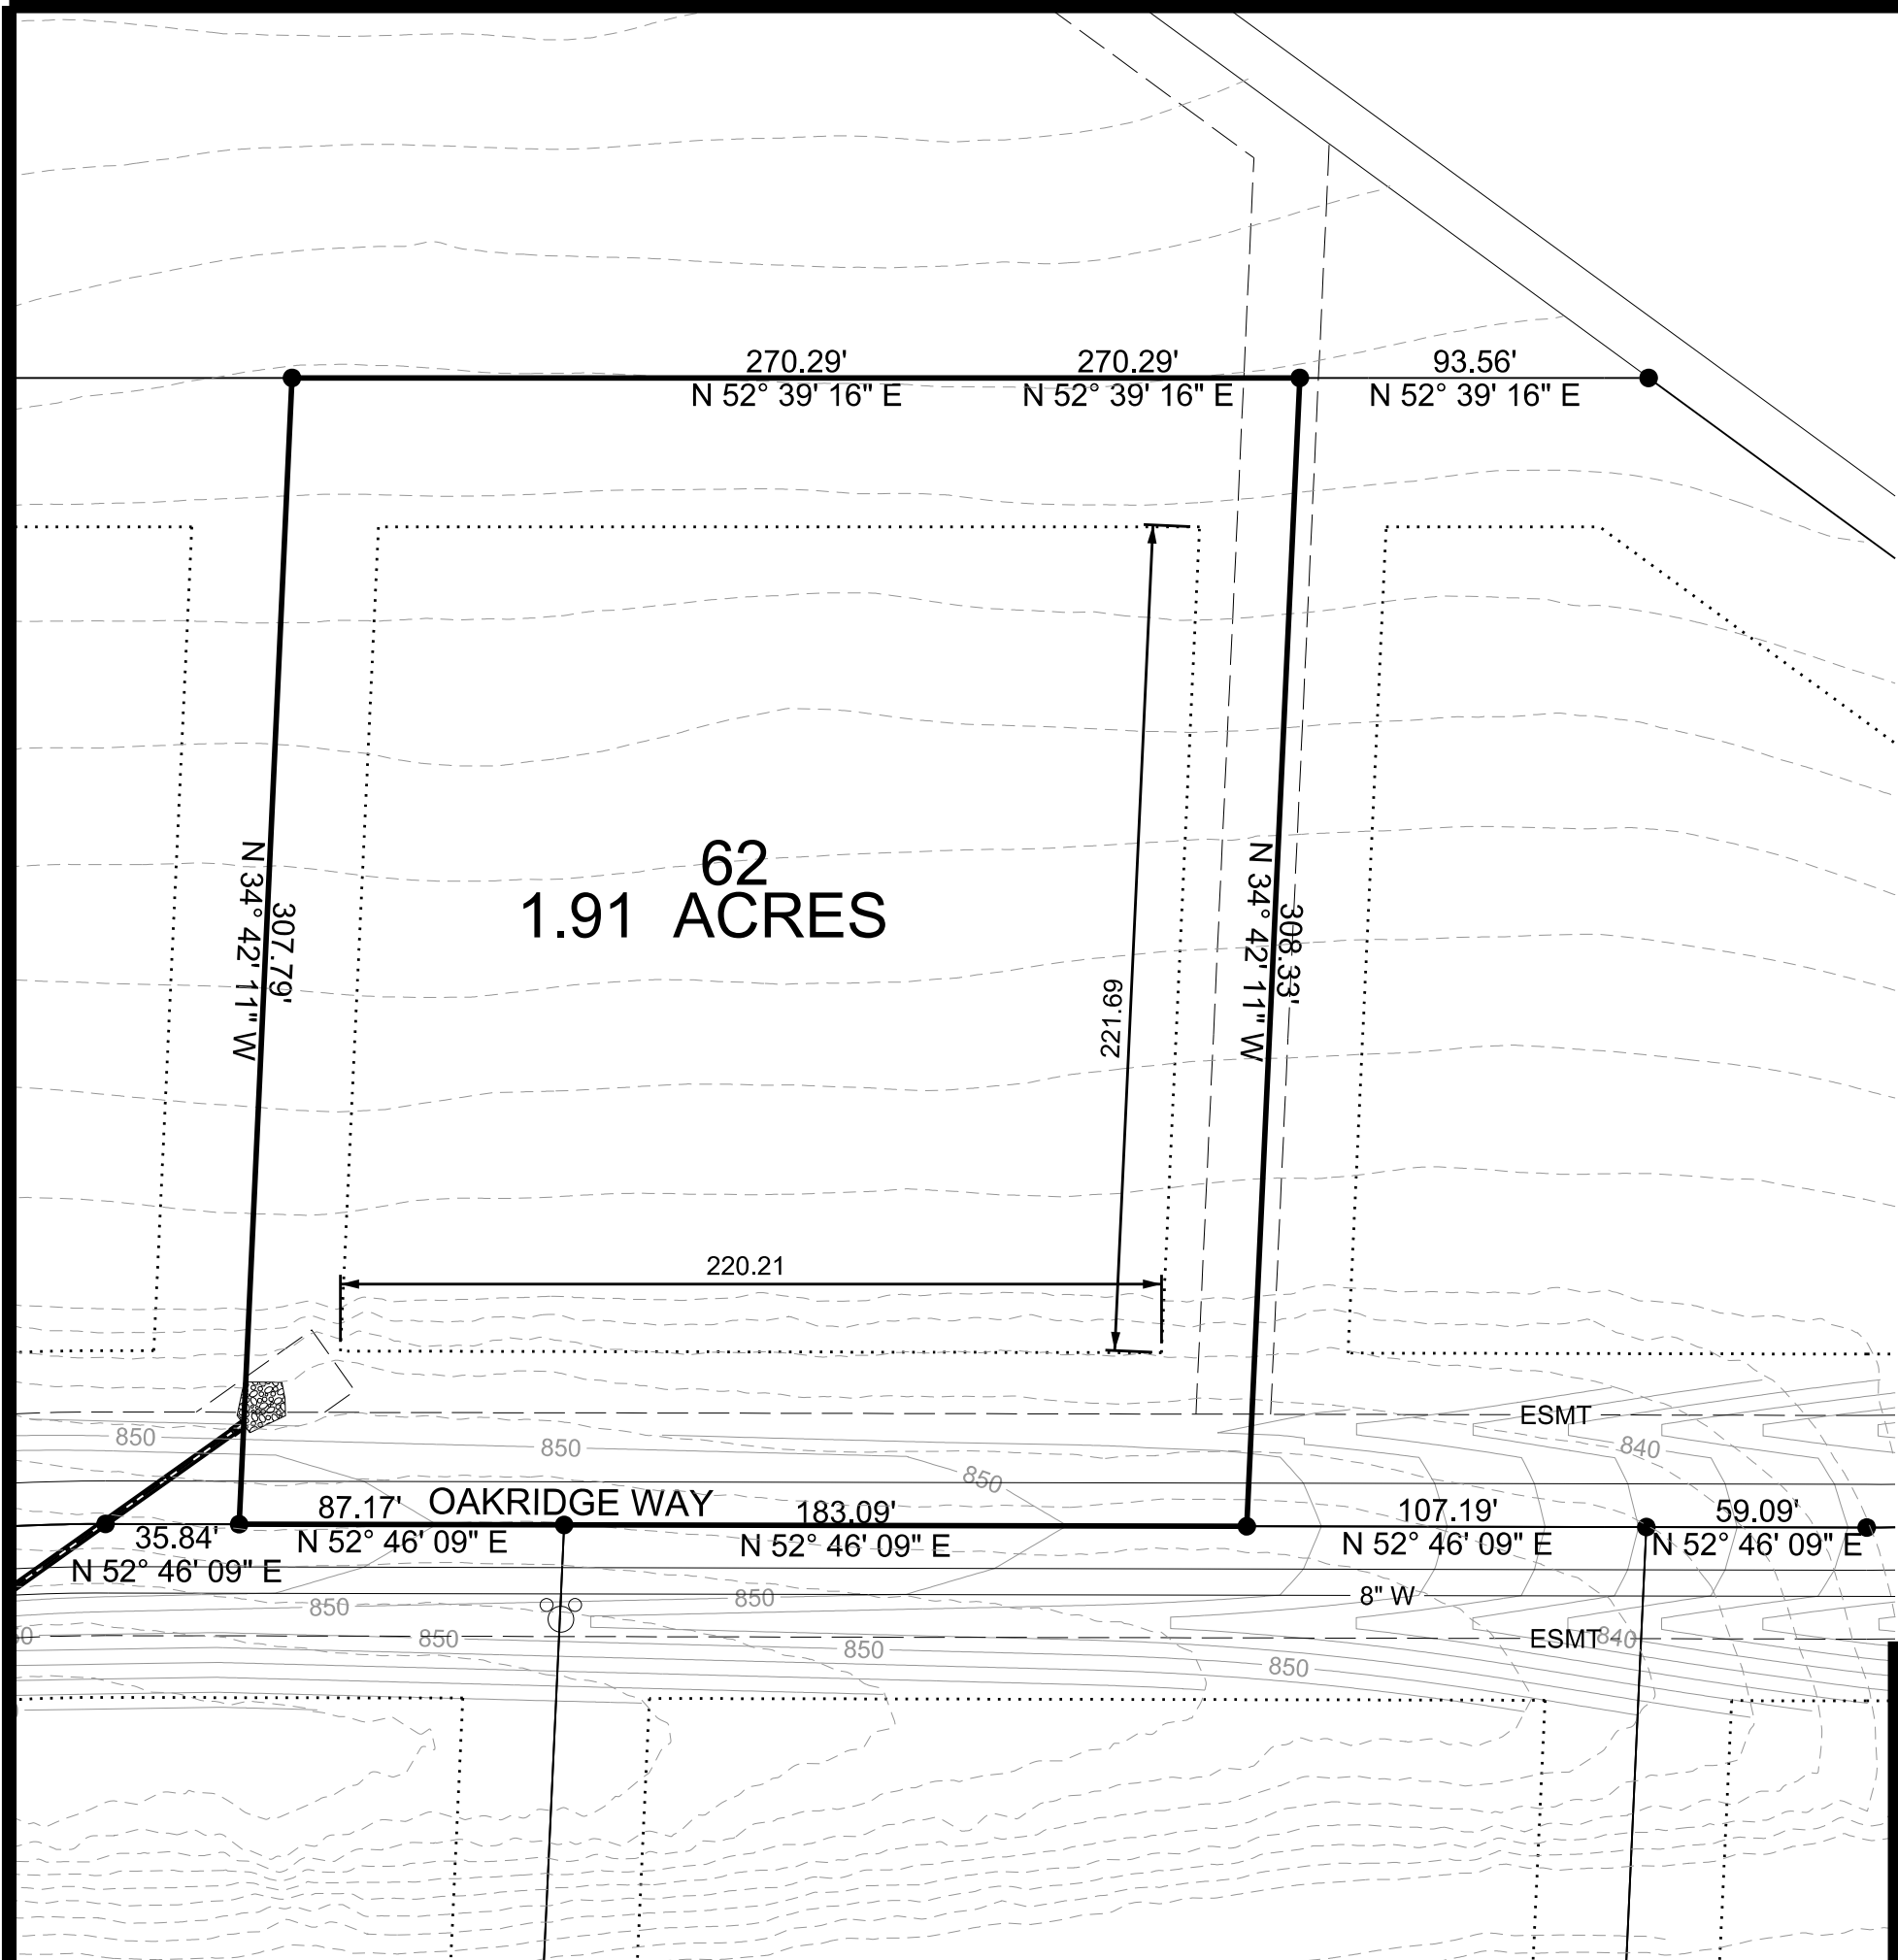 270.29'
270.29'
93.56'
N 52° 39' 16" E
N 52° 39' 16" E
N 52° 39' 16" E
62
1.91 ACRES
307.79'
N 34° 42' 11" W
221.69
308.33'
N 34° 42' 11" W
220.21
ESMT
850
850
850
840
87.17'
OAKRIDGE WAY
183.09'
107.19'
59.09'
35.84'
N 52° 46' 09" E
N 52° 46' 09" E
N 52° 46' 09" E
N 52° 46' 09" E
N 52° 46' 09" E
8" W
850
850
850
850
ESMT
840
850